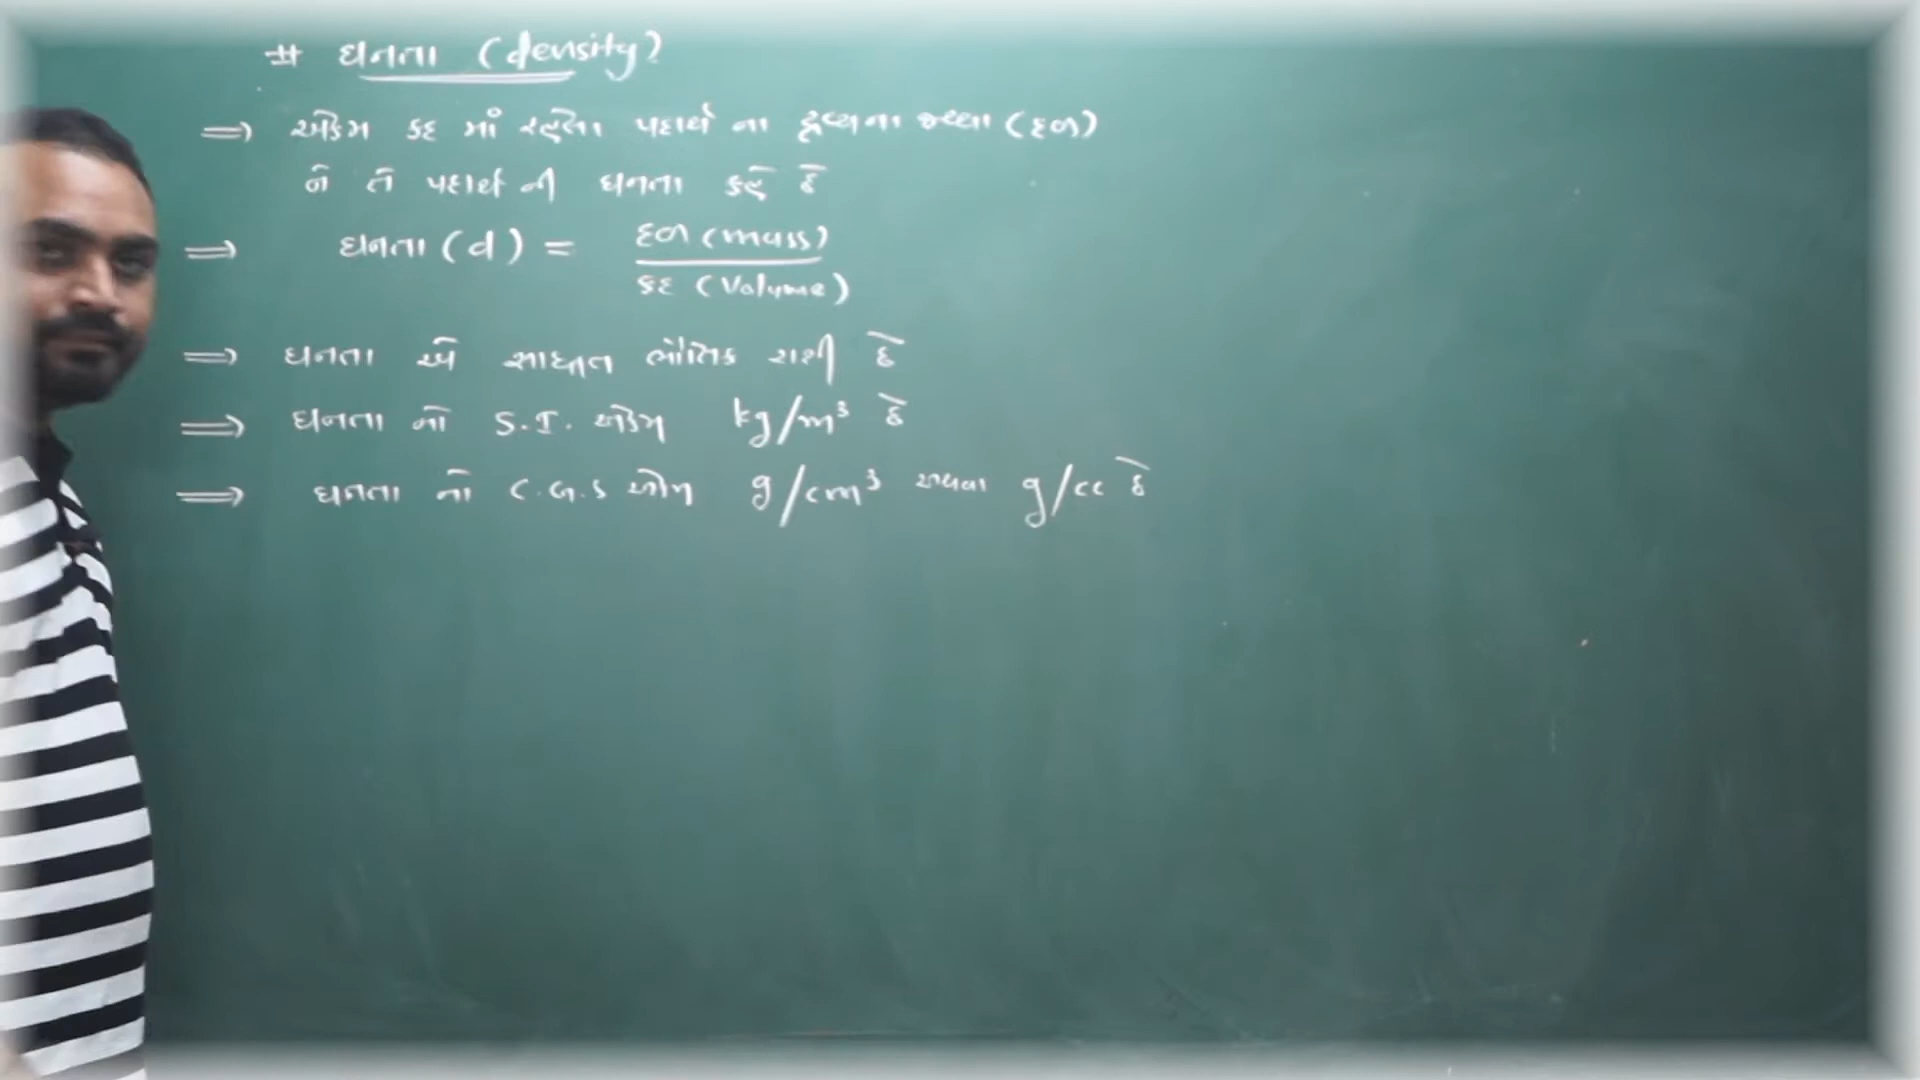 # ઘનતા (density)
⇒ એકમ કદ માં રહેલા પદાર્થ ના દ્રવ્યના જથ્થા (દળ)
ને તે પદાર્થ ની ઘનતા કહે છે
⇒ ઘનતા (d) = દળ (mass)
કદ (Volume)
⇒ ઘનતા એ સાધીત ભૌતિક રાશી છે
⇒ ઘનતા નો S.I. એકમ kg/m³ છે
⇒ ઘનતા નો C.G.S એકમ g/cm³ અથવા g/cc છે